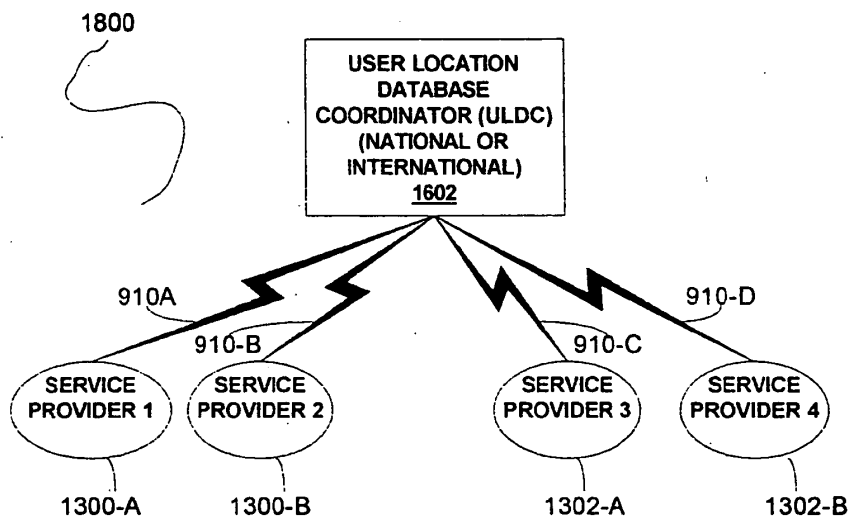 1800
USER LOCATION
DATABASE
COORDINATOR (ULDC)
(NATIONAL OR
INTERNATIONAL)
1602
910A
910-B
910-C
910-D
SERVICE
PROVIDER 1
SERVICE
PROVIDER 2
SERVICE
PROVIDER 3
SERVICE
PROVIDER 4
1300-A
1300-B
1302-A
1302-B